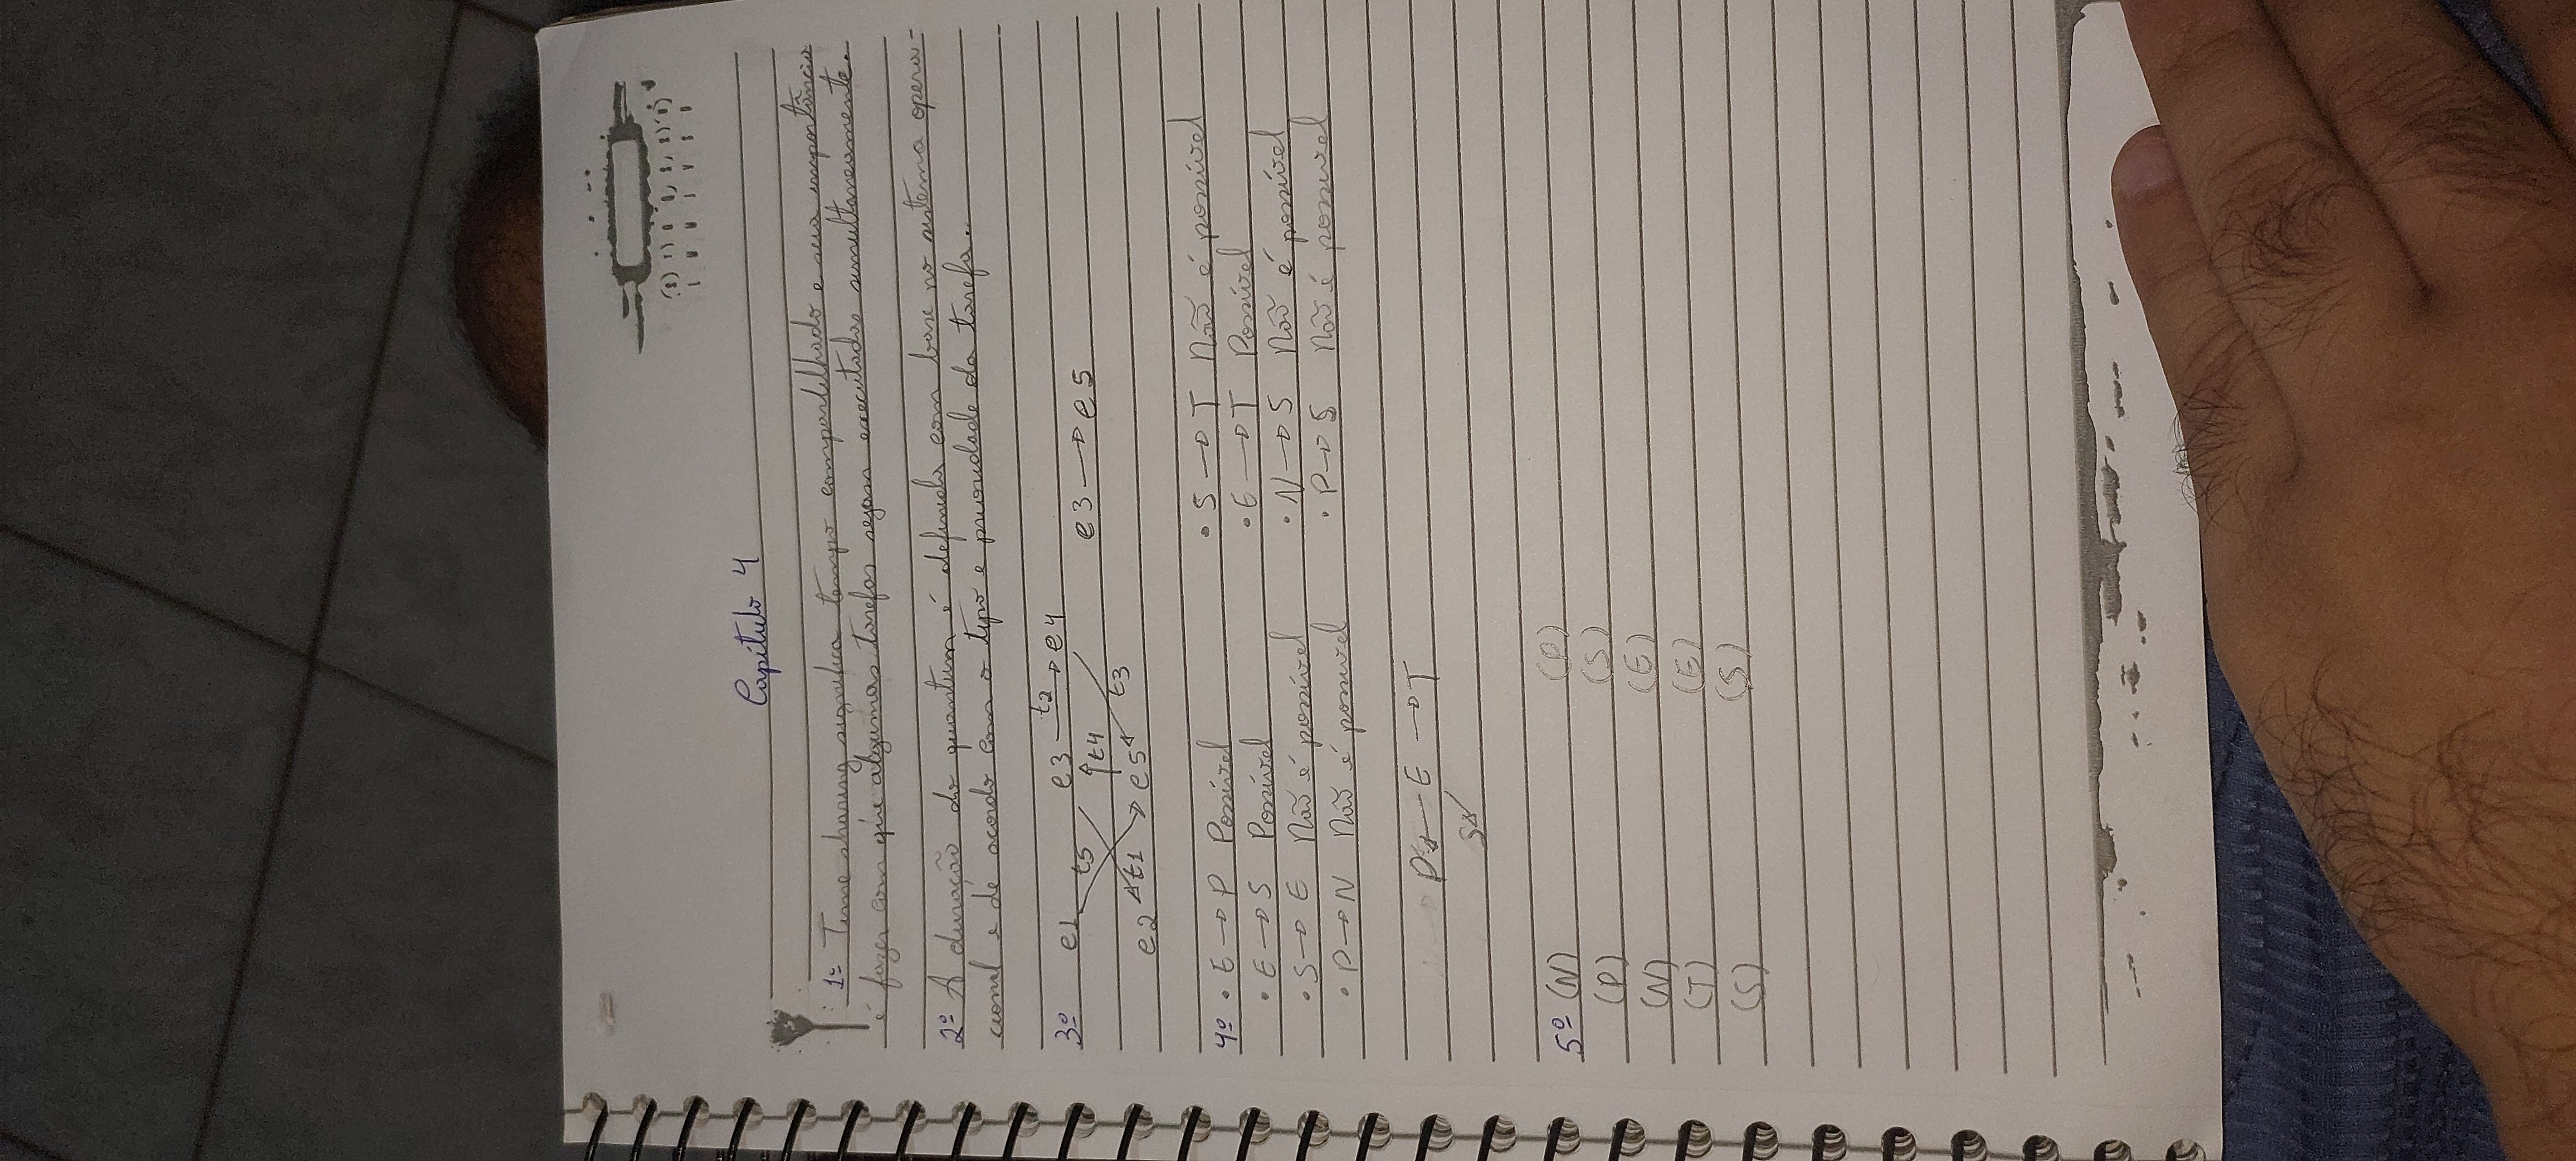 Capítulo 4
1º Time sharing significa tempo compartilhado e sua importância
é fazer com que algumas tarefas sejam executadas simultaneamente.
2º A duração do quantum é definida com base no sistema opera-
cional e de acordo com o tipo e prioridade da tarefa.
3º e1 t5 e3 t2→ e4
t4 t3 e3 → e5
e2 t1 e5
4º • E → P Possível • S → T Não é possível
• E → S Possível • E → T Possível
• S → E Não é possível • N → S Não é possível
• P → N Não é possível • P → S Não é possível
P ← E → T
S
5º (N) (P)
(P) (S)
(N) (E)
(T) (E)
(S) (S)